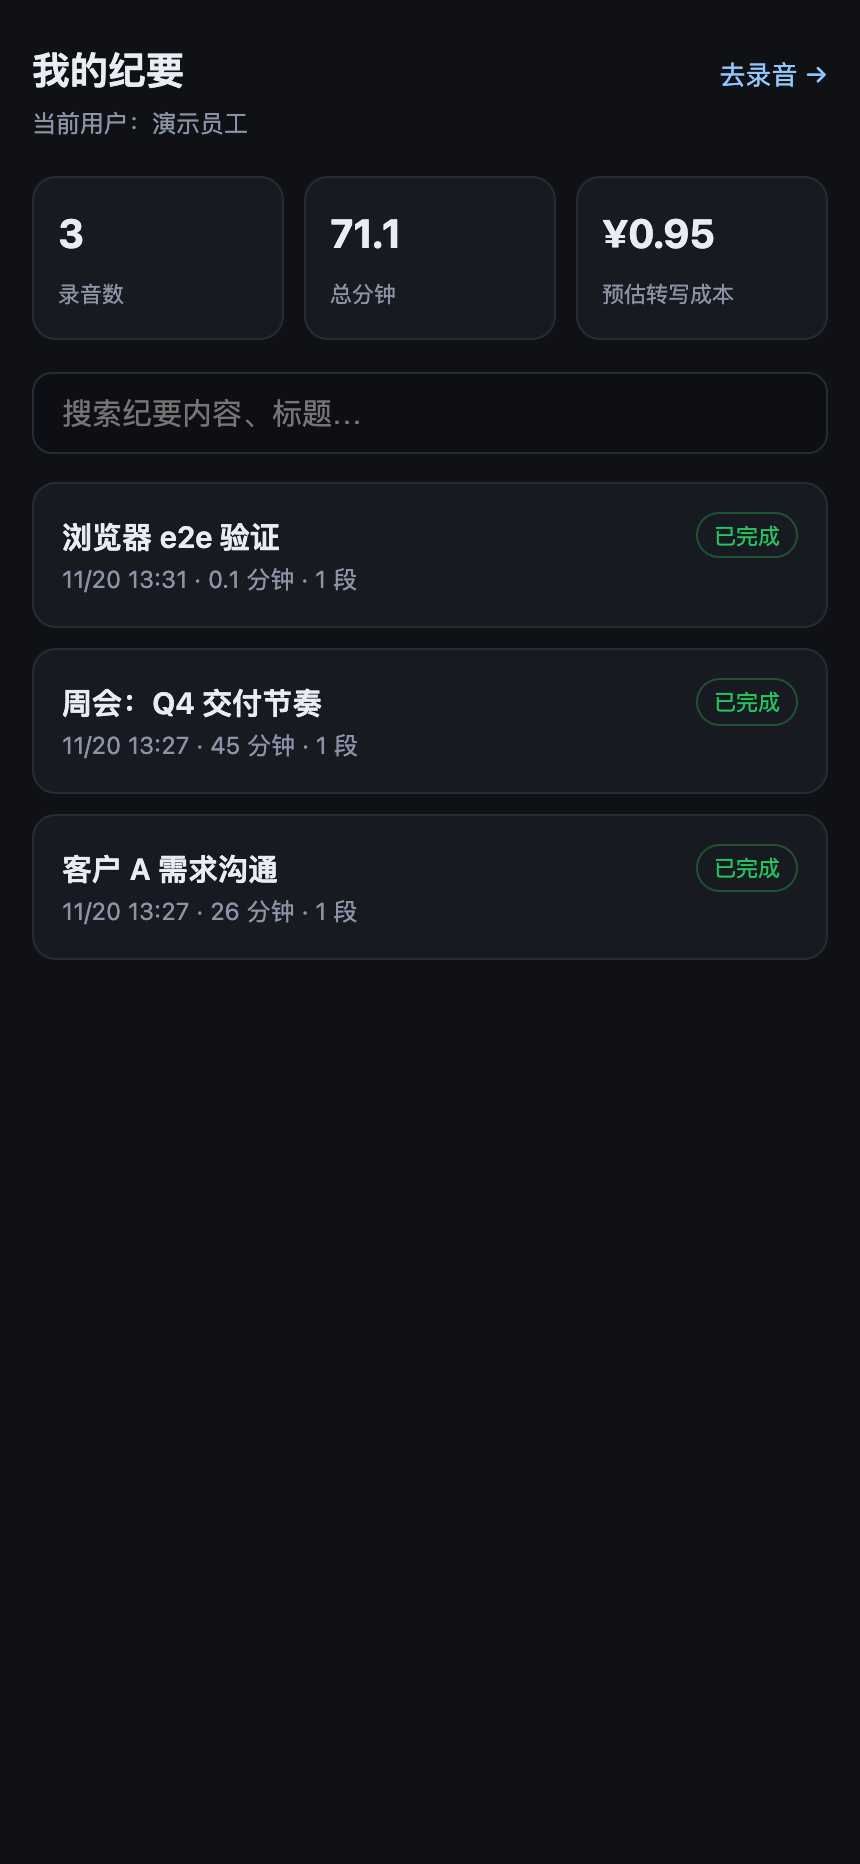 我的纪要
去录音 →
当前用户：演示员工
3
录音数
71.1
总分钟
¥0.95
预估转写成本
搜索纪要内容、标题...
浏览器 e2e 验证
已完成
11/20 13:31 · 0.1 分钟 · 1 段
周会：Q4 交付节奏
已完成
11/20 13:27 · 45 分钟 · 1 段
客户 A 需求沟通
已完成
11/20 13:27 · 26 分钟 · 1 段